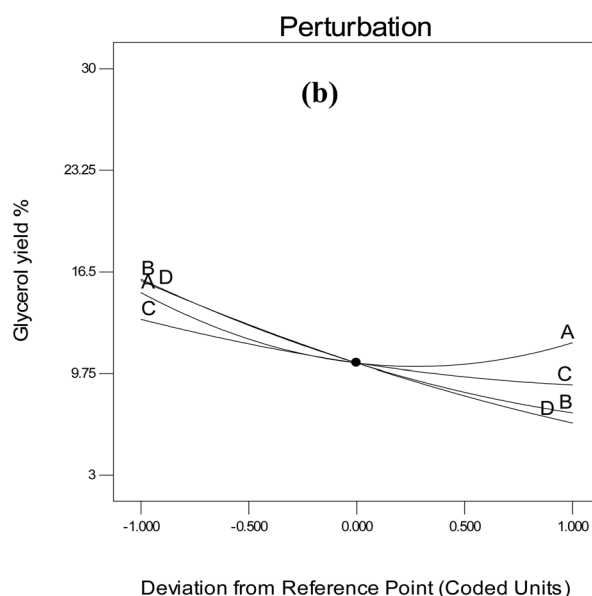 Perturbation
(b)
Glycerol yield %
30
23.25
16.5
9.75
3
B D
A
C
A
C
D B
-1.000 -0.500 0.000 0.500 1.000
Deviation from Reference Point (Coded Units)